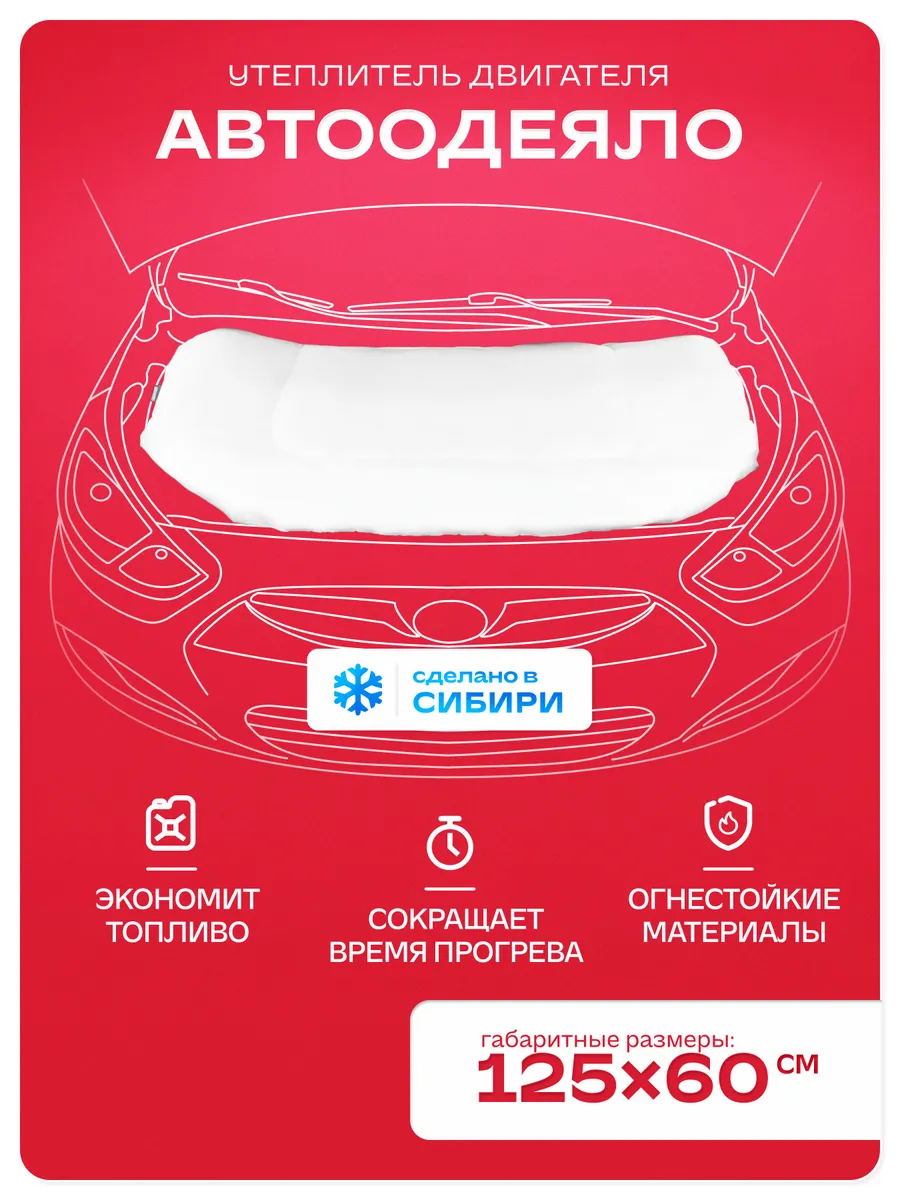 УТЕПЛИТЕЛЬ ДВИГАТЕЛЯ
АВТООДЕЯЛО
сделано в
СИБИРИ
ЭКОНОМИТ
ТОПЛИВО
СОКРАЩАЕТ
ВРЕМЯ ПРОГРЕВА
ОГНЕСТОЙКИЕ
МАТЕРИАЛЫ
габаритные размеры:
125×60 СМ